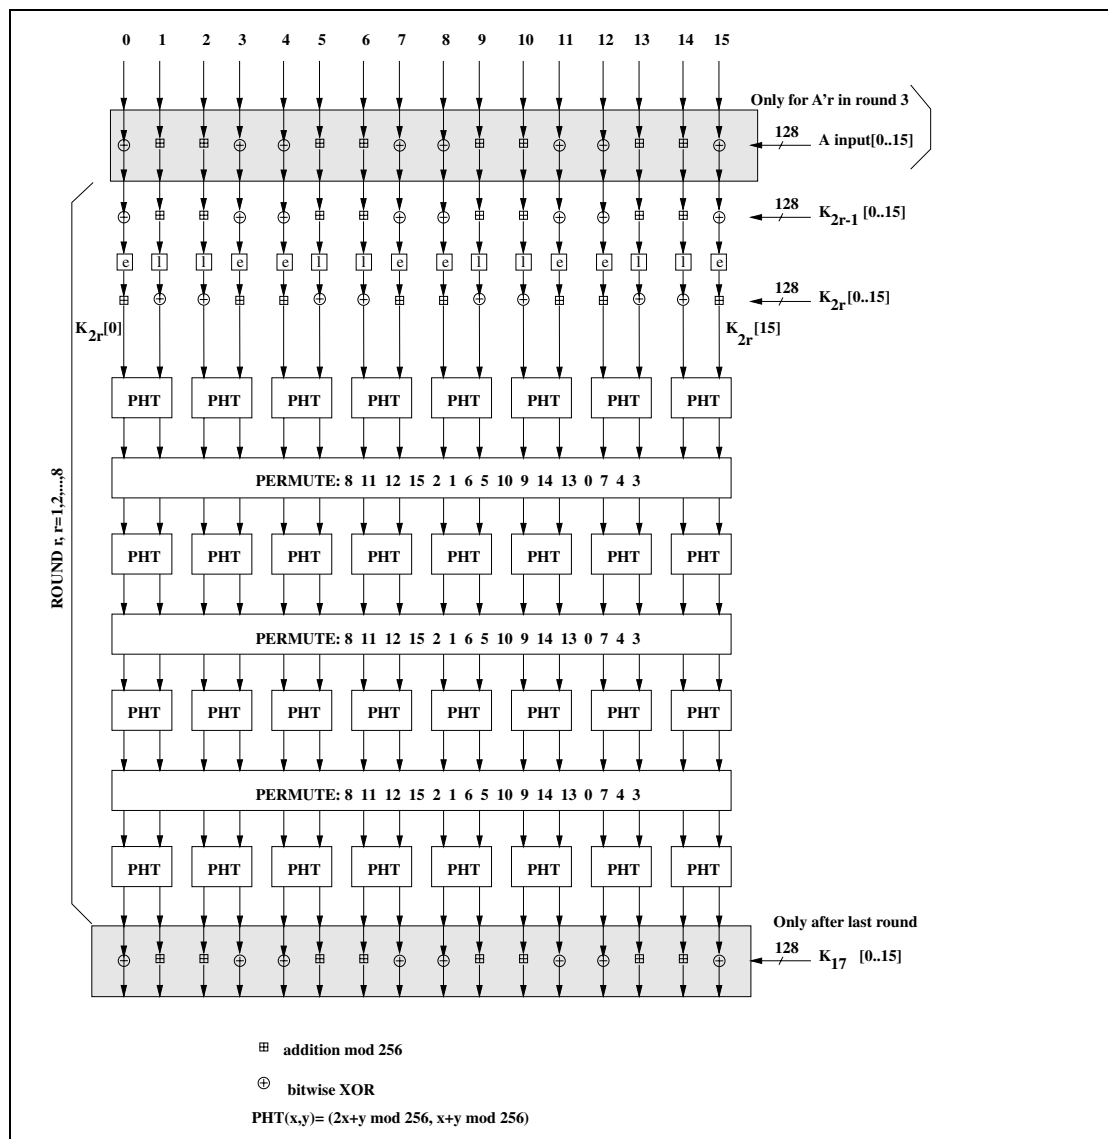 0 1 2 3 4 5 6 7 8 9 10 11 12 13 14 15
Only for A'r in round 3
128
A input[0..15]
128
K2r-1 [0..15]
e l l e e l l e e l l e e l l e
128
K2r [0..15]
K2r[0]
K2r[15]
PHT PHT PHT PHT PHT PHT PHT PHT
ROUND r, r=1,2,...,8
PERMUTE: 8 11 12 15 2 1 6 5 10 9 14 13 0 7 4 3
PHT PHT PHT PHT PHT PHT PHT PHT
PERMUTE: 8 11 12 15 2 1 6 5 10 9 14 13 0 7 4 3
PHT PHT PHT PHT PHT PHT PHT PHT
PERMUTE: 8 11 12 15 2 1 6 5 10 9 14 13 0 7 4 3
PHT PHT PHT PHT PHT PHT PHT PHT
Only after last round
128
K17 [0..15]
addition mod 256
bitwise XOR
PHT(x,y)= (2x+y mod 256, x+y mod 256)